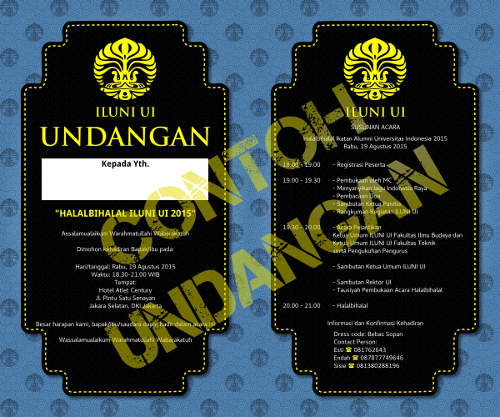 ILUNI UI
UNDANGAN
Kepada Yth.
"HALALBIHALAL ILUNI UI 2015"
Assalamualaikum Warahmatullahi Wabarakatuh
Dimohon Kehadiran Bapak/Ibu pada:
Hari/tanggal: Rabu, 19 Agustus 2015
Waktu: 18.30-21.00 WIB
Tempat:
Hotel Atlet Century
Jl. Pintu Satu Senayan
Jakarta Selatan, DKI Jakarta
Besar harapan kami, bapak/ibu/saudara dapat hadir dalam acara ini
Wassalamualaikum Warahmatullahi Wabarakatuh
ILUNI UI
SUSUNAN ACARA
Halalbihalal Ikatan Alumni Universitas Indonesia 2015
Rabu, 19 Agustus 2015
18.00 - 19.00 - Registrasi Peserta
19.00 - 19.30 - Pembukaan oleh MC
- Menyanyikan lagu Indonesia Raya
- Pembacaan Doa
- Sambutan Ketua Panitia
- Rangkuman Kegiatan ILUNI UI
19.30 - 20.00 - Acara Pelantikan
Ketua Umum ILUNI UI Fakultas Ilmu Budaya dan
Ketua Umum ILUNI UI Fakultas Teknik
serta Pengukuhan Pengurus
- Sambutan Ketua Umum ILUNI UI
- Sambutan Rektor UI
- Tausiyah Pembukaan Acara Halalbihalal
20.00 - 21.00 - Halalbihalal
Informasi dan Konfirmasi Kehadiran
Dress code: Bebas Sopan
Contact Person:
Esti ☎ 081762643
Endah ☎ 087877749646
Sisie ☎ 081380288196
CONTOH
UNDANGAN